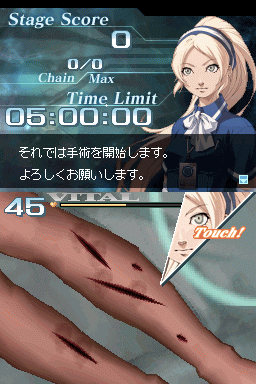 Stage Score
0
0/0
Chain/Max
Time Limit
05:00:00
それでは手術を開始します。
よろしくお願いします。
45 VITAL
Touch!